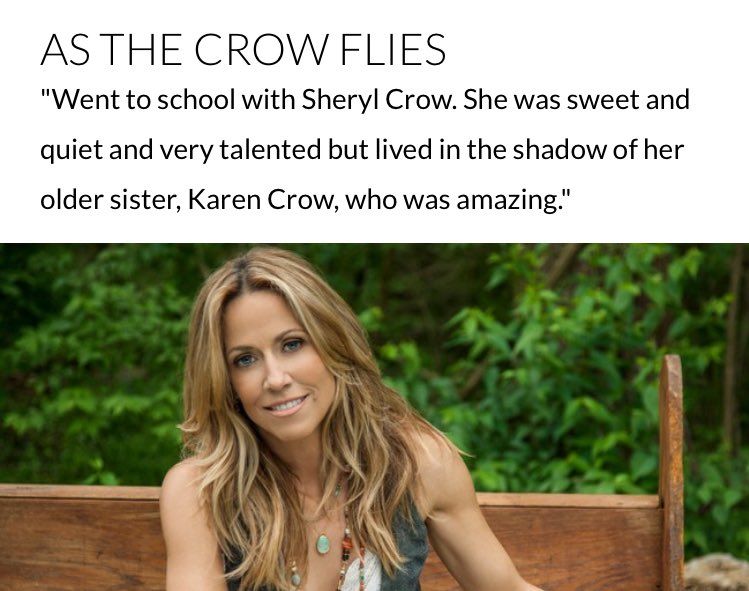 AS THE CROW FLIES
"Went to school with Sheryl Crow. She was sweet and
quiet and very talented but lived in the shadow of her
older sister, Karen Crow, who was amazing."